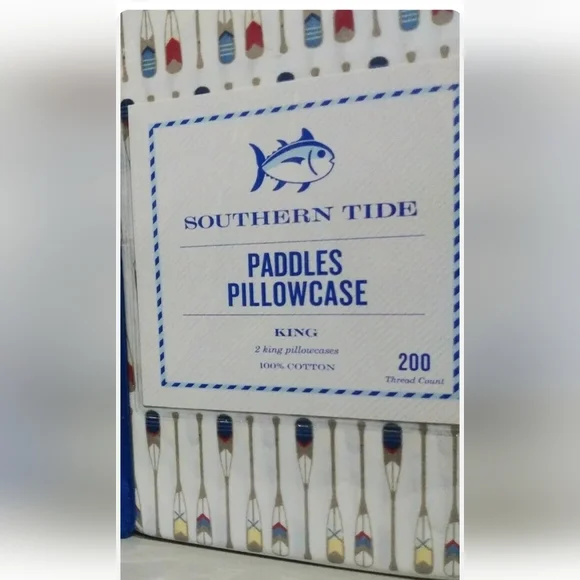 SOUTHERN TIDE
PADDLES
PILLOWCASE
KING
2 king pillowcases
100% COTTON
200
Thread Count